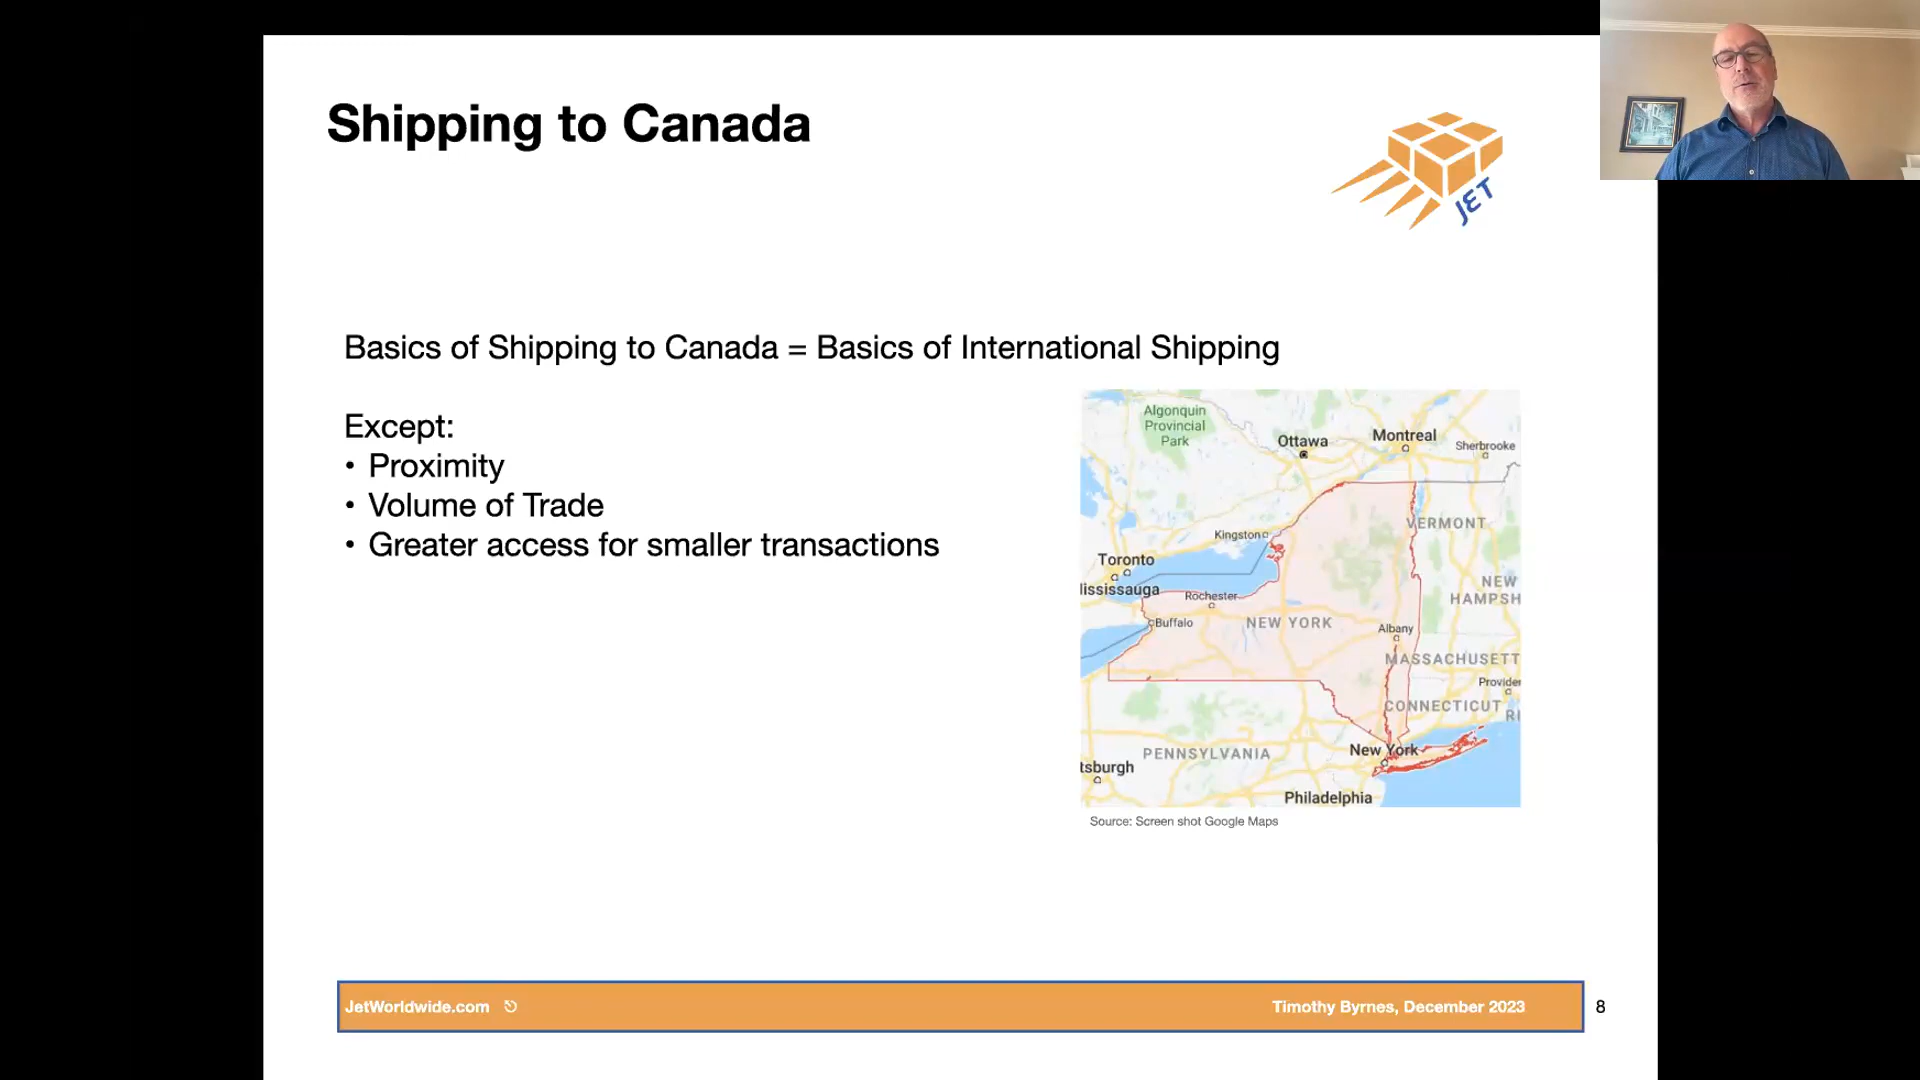 Shipping to Canada
JET
Basics of Shipping to Canada = Basics of International Shipping
Except:
• Proximity
• Volume of Trade
• Greater access for smaller transactions
Algonquin
Provincial
Park
Ottawa
Montreal
Sherbrooke
Kingston
VERMONT
Toronto
lississauga
Rochester
NEW
HAMPSH
Buffalo
NEW YORK
Albany
MASSACHUSETT
Provider
CONNECTICUT
RI
PENNSYLVANIA
New York
tsburgh
Philadelphia
Source: Screen shot Google Maps
JetWorldwide.com
Timothy Byrnes, December 2023
8